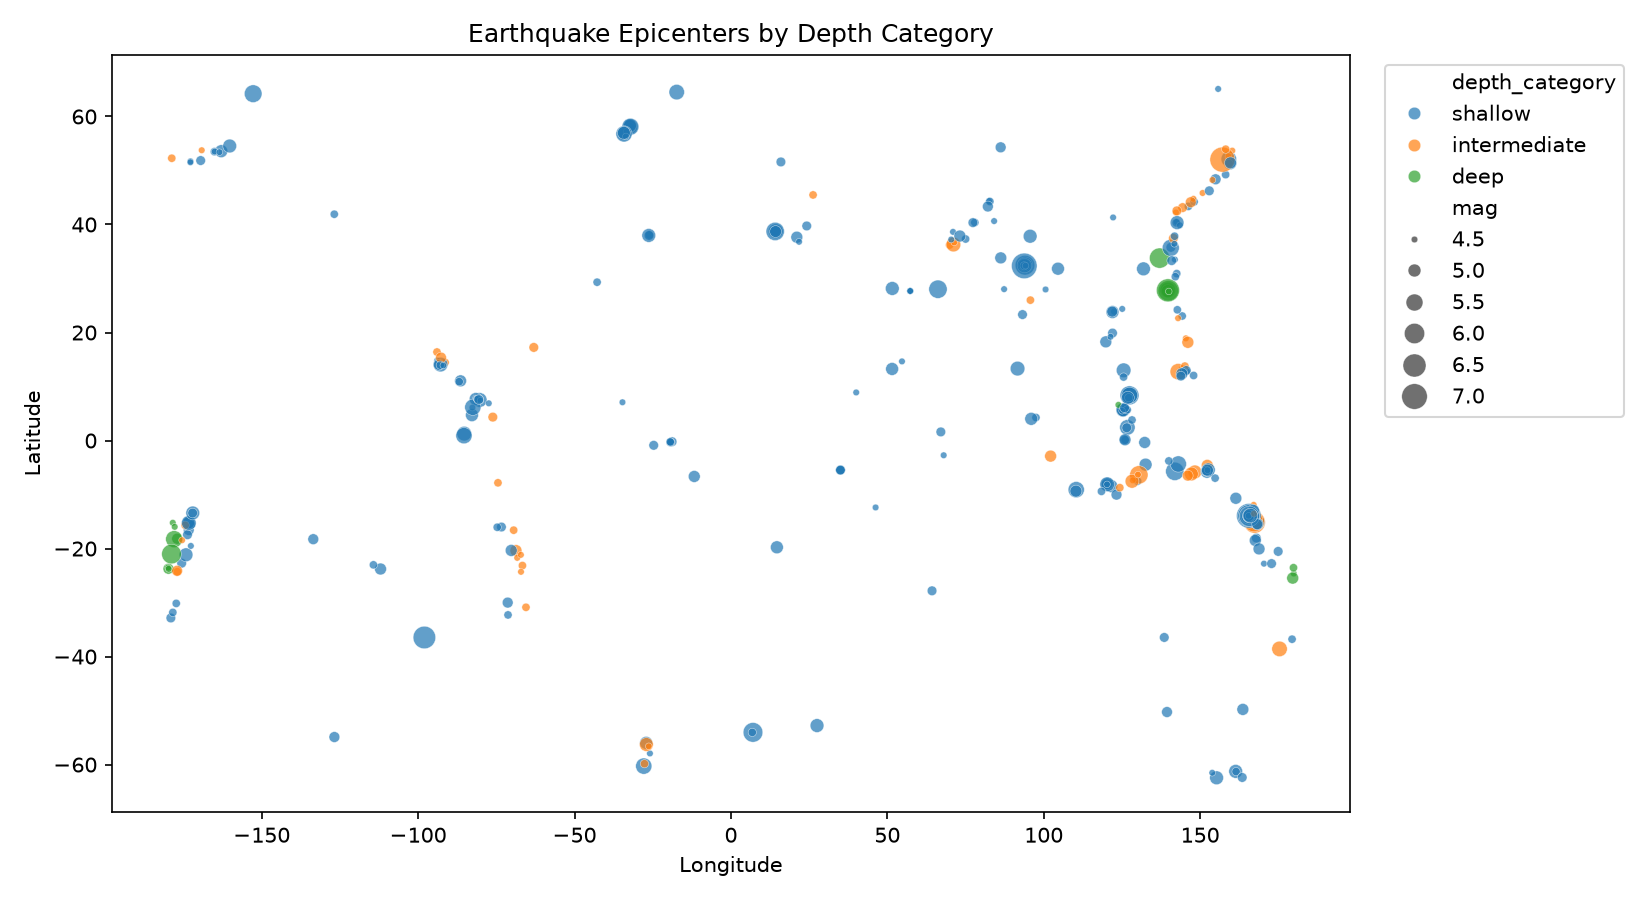 Earthquake Epicenters by Depth Category
depth_category
shallow
intermediate
deep
mag
4.5
5.0
5.5
6.0
6.5
7.0
Latitude
60
40
20
0
−20
−40
−60
−150
−100
−50
0
50
100
150
Longitude